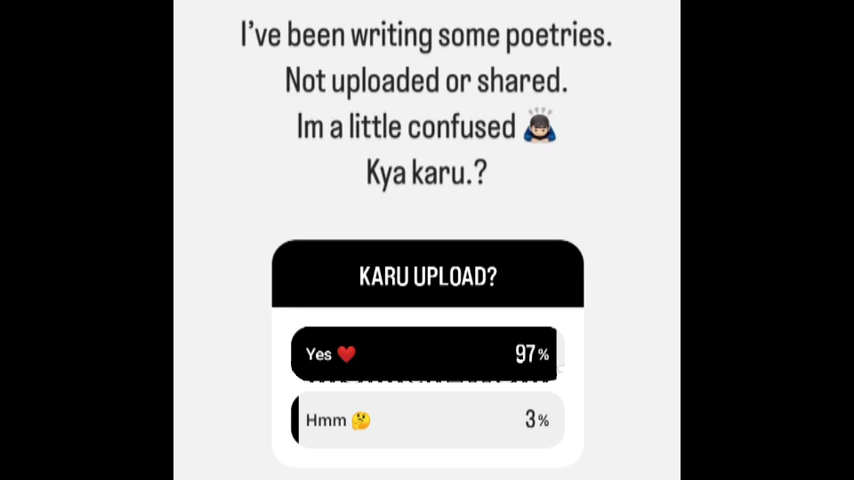 I've been writing some poetries.
Not uploaded or shared.
Im a little confused 🙇🏻‍♂️
Kya karu.?
KARU UPLOAD?
Yes ❤️ 97%
Hmm 🤔 3%